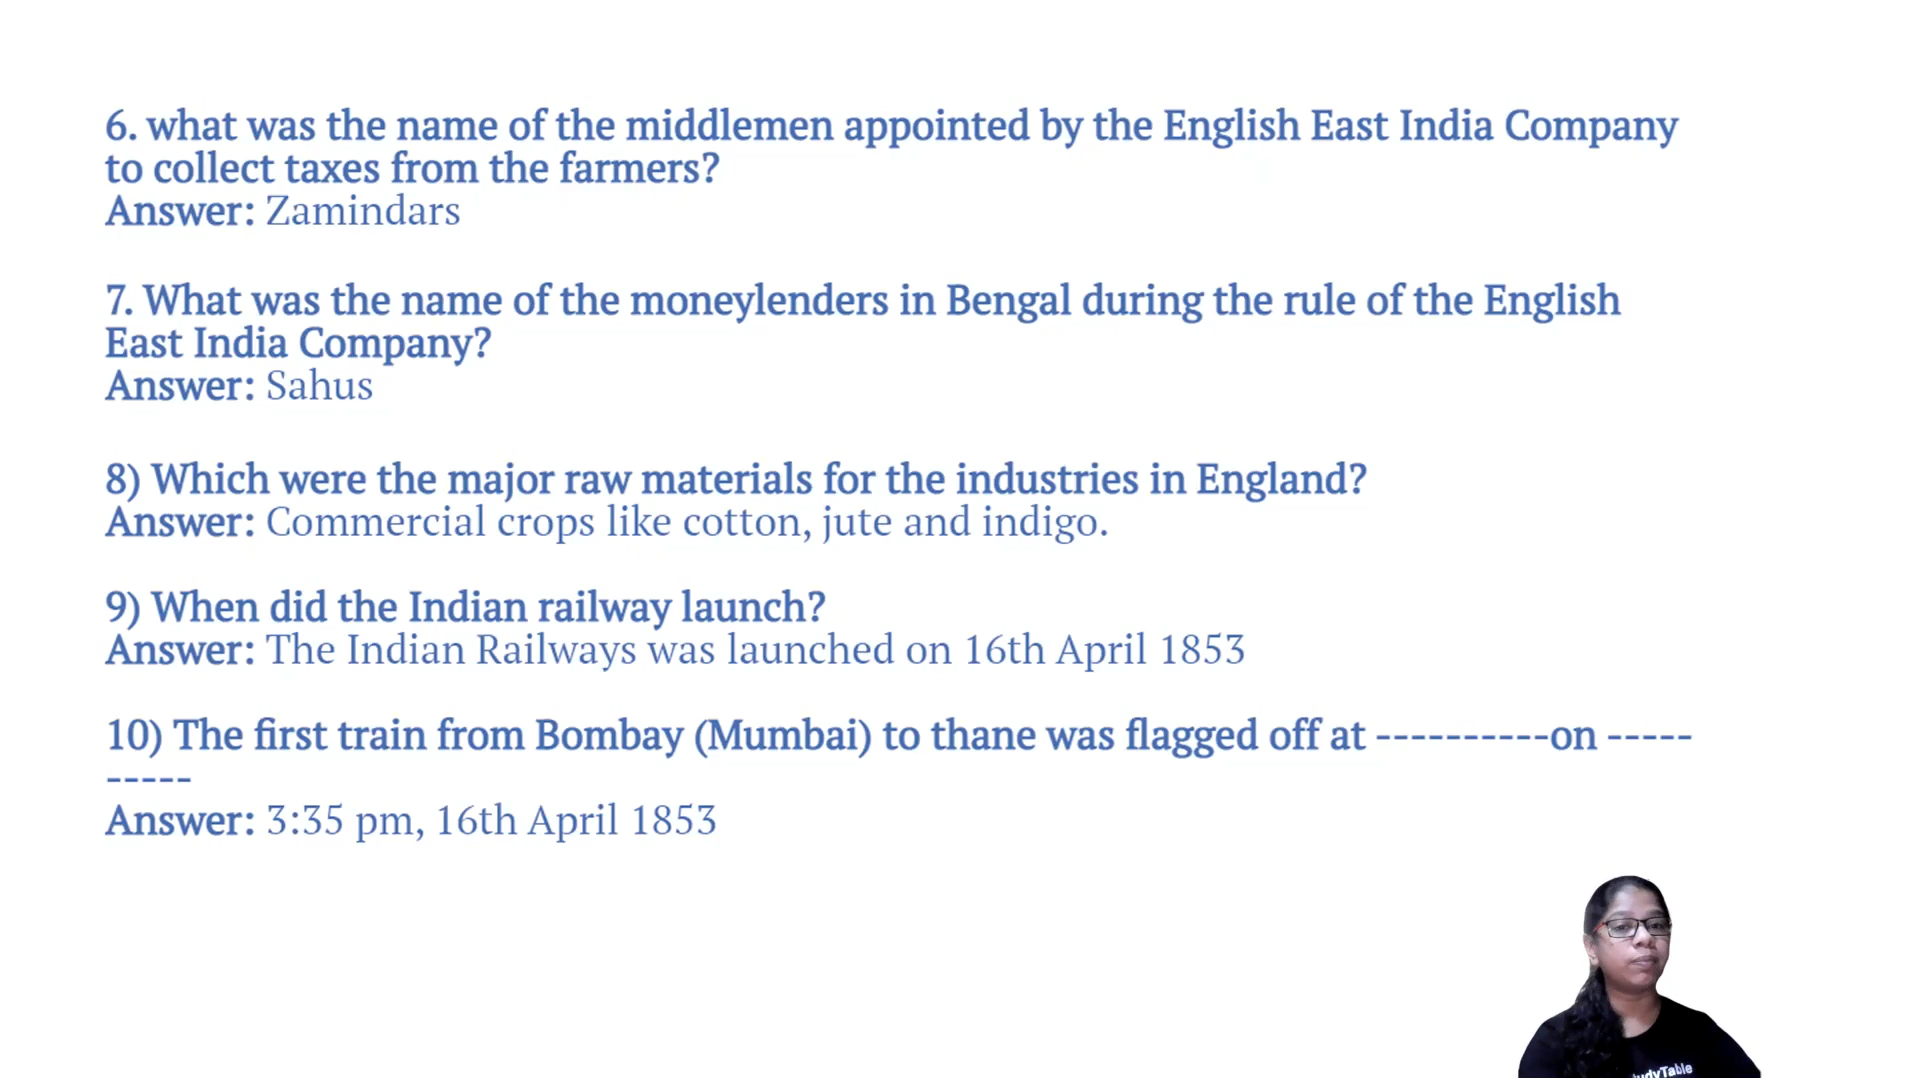 6. what was the name of the middlemen appointed by the English East India Company
to collect taxes from the farmers?
Answer: Zamindars
7. What was the name of the moneylenders in Bengal during the rule of the English
East India Company?
Answer: Sahus
8) Which were the major raw materials for the industries in England?
Answer: Commercial crops like cotton, jute and indigo.
9) When did the Indian railway launch?
Answer: The Indian Railways was launched on 16th April 1853
10) The first train from Bombay (Mumbai) to thane was flagged off at ----------on -----
-----
Answer: 3:35 pm, 16th April 1853